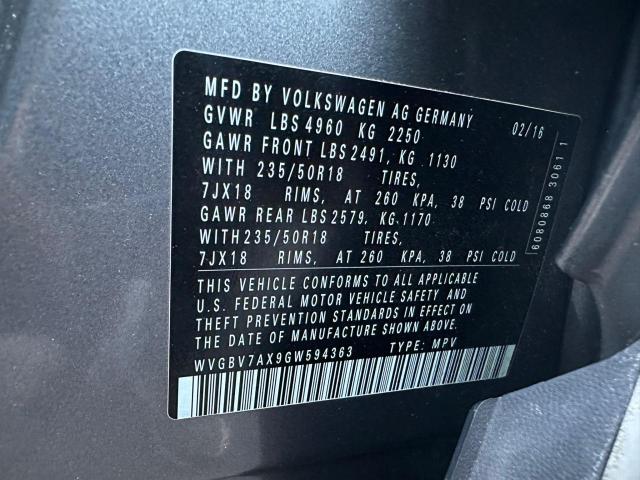 MFD BY VOLKSWAGEN AG GERMANY 02/16
GVWR LBS 4960 KG 2250
GAWR FRONT LBS 2491, KG 1130
WITH 235/50R18 TIRES,
7JX18 RIMS, AT 260 KPA, 38 PSI COLD
GAWR REAR LBS 2579, KG 1170
WITH 235/50R18 TIRES,
7JX18 RIMS, AT 260 KPA, 38 PSI COLD
THIS VEHICLE CONFORMS TO ALL APPLICABLE
U.S. FEDERAL MOTOR VEHICLE SAFETY AND
THEFT PREVENTION STANDARDS IN EFFECT ON
THE DATE OF MANUFACTURE SHOWN ABOVE.
WVGBV7AX9GW594363 TYPE: MPV
6080868 3061 1